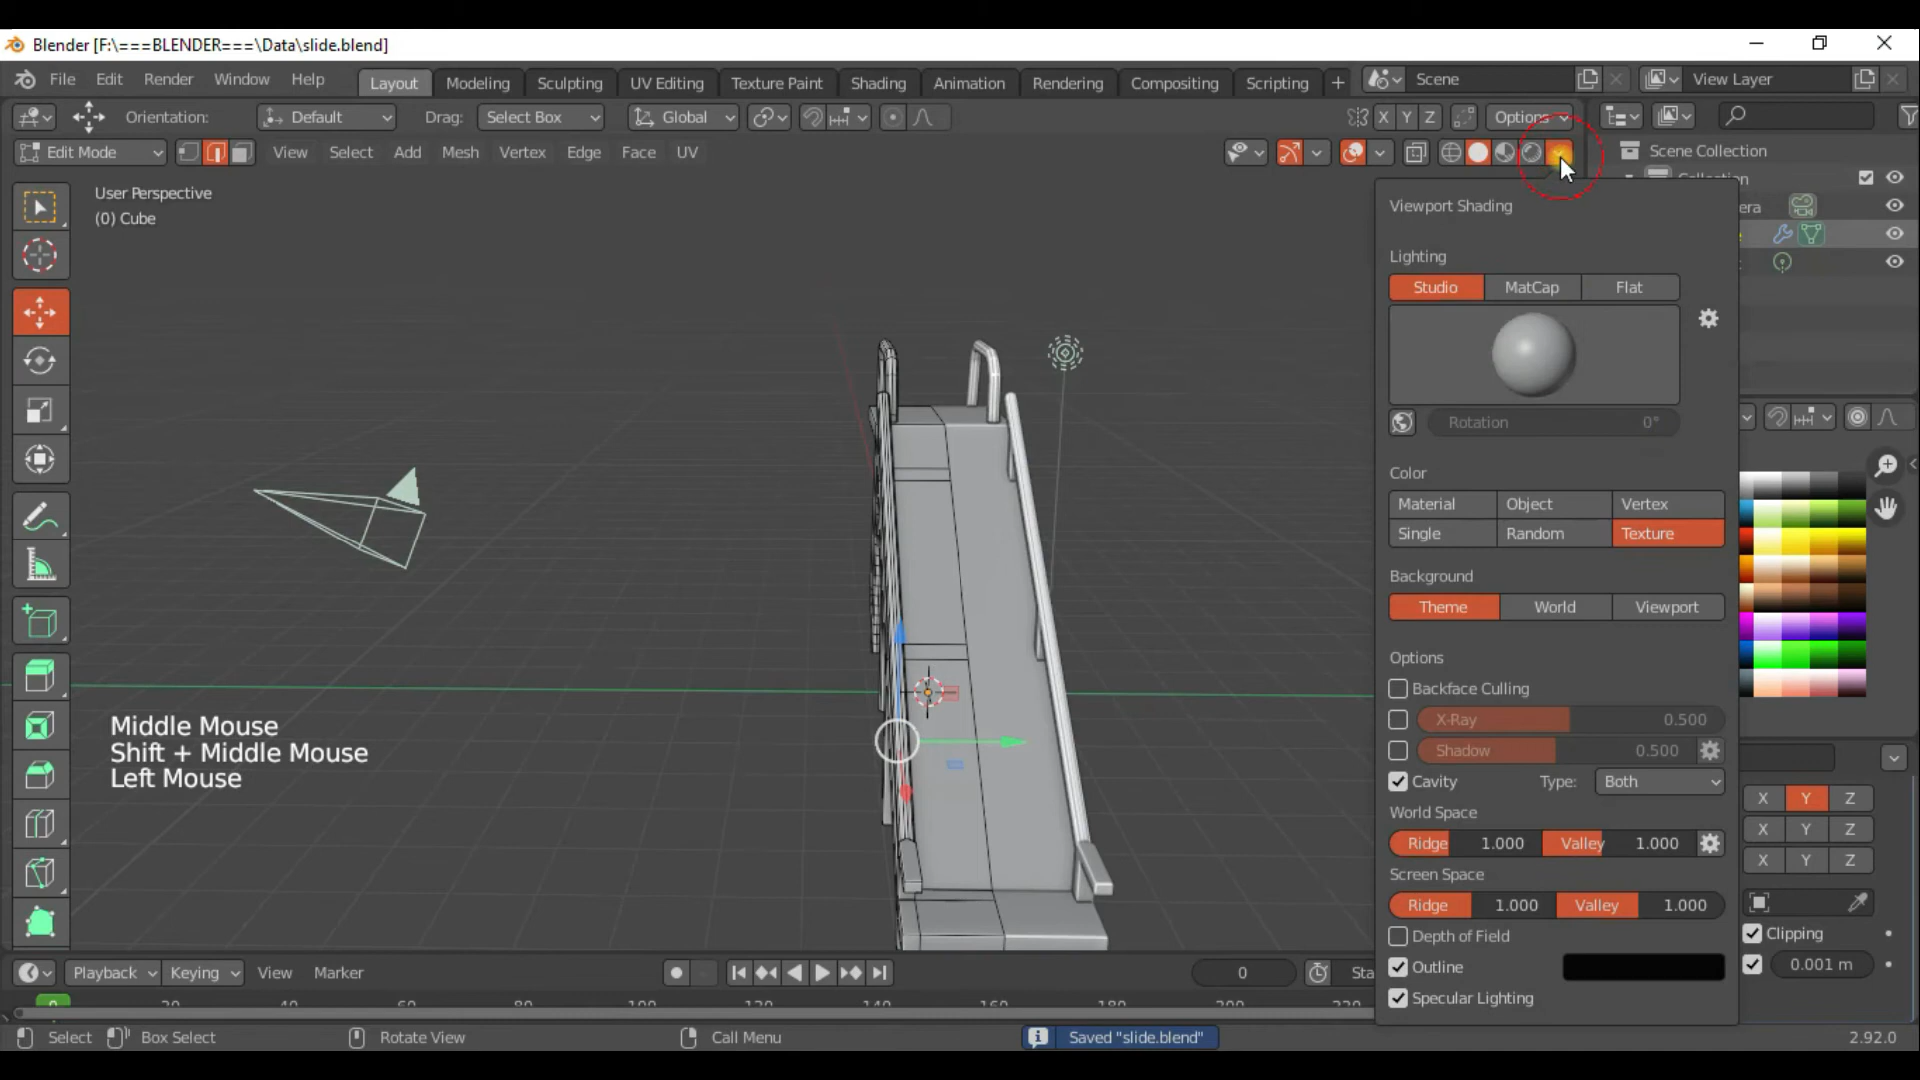 Blender [F:\===BLENDER===\Data\slide.blend]
File Edit Render Window Help Layout Modeling Sculpting UV Editing Texture Paint Shading Animation Rendering Compositing Scripting + Scene View Layer
Orientation: Default Drag: Select Box Global X Y Z Options
Edit Mode View Select Add Mesh Vertex Edge Face UV Scene Collection
User Perspective
(0) Cube
Viewport Shading
Lighting
Studio MatCap Flat
Rotation 0°
Color
Material Object Vertex
Single Random Texture
Background
Theme World Viewport
Options
Backface Culling
X-Ray 0.500
Shadow 0.500
Cavity Type: Both
World Space
Ridge 1.000 Valley 1.000
Screen Space
Ridge 1.000 Valley 1.000
Depth of Field
Outline
Specular Lighting
X Y Z
X Y Z
X Y Z
Clipping
0.001 m
Middle Mouse
Shift + Middle Mouse
Left Mouse
Playback Keying View Marker 0 Sta
0
Select Box Select Rotate View Call Menu Saved "slide.blend" 2.92.0